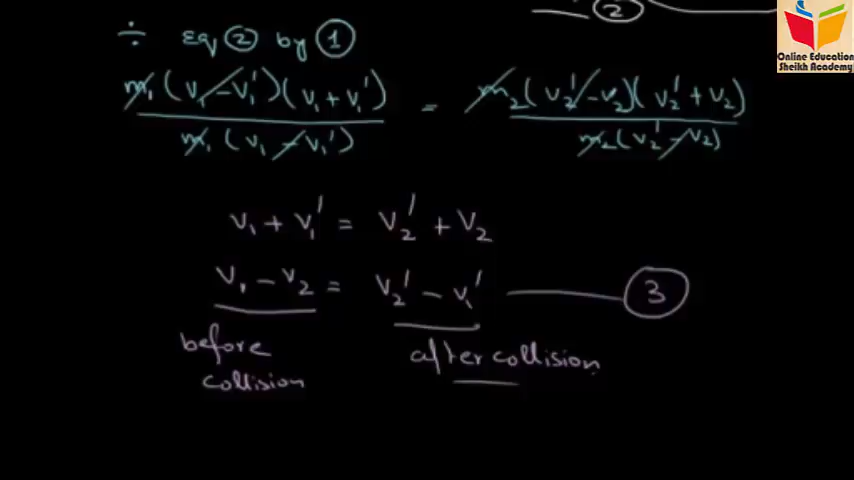 ②
÷ Eq ② by ①
m₁(v₁-v₁')(v₁+v₁') / m₁(v₁-v₁') = m₂(v₂'-v₂)(v₂'+v₂) / m₂(v₂'-v₂)
v₁ + v₁' = v₂' + v₂
v₁ - v₂ = v₂' - v₁' ③
before collision
after collision
Online Education
Sheikh Academy